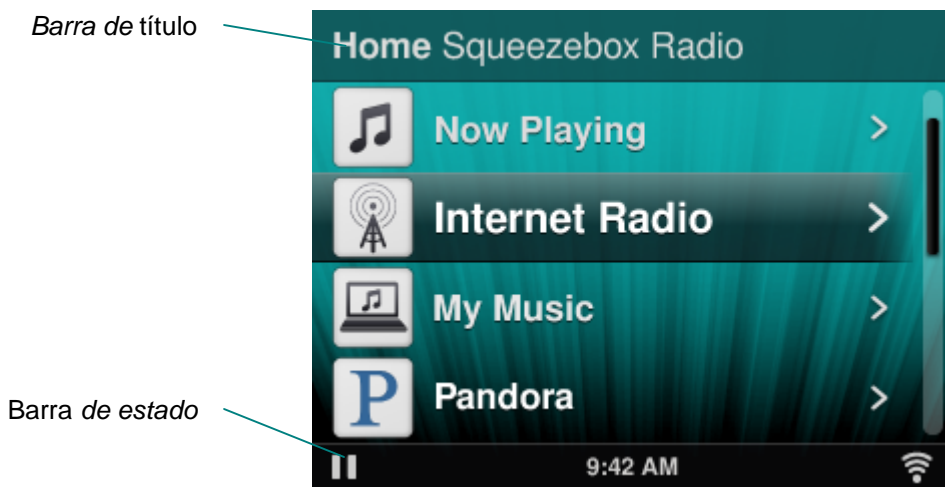 Barra de título
Home Squeezebox Radio
Now Playing
Internet Radio
My Music
P Pandora
Barra de estado
9:42 AM